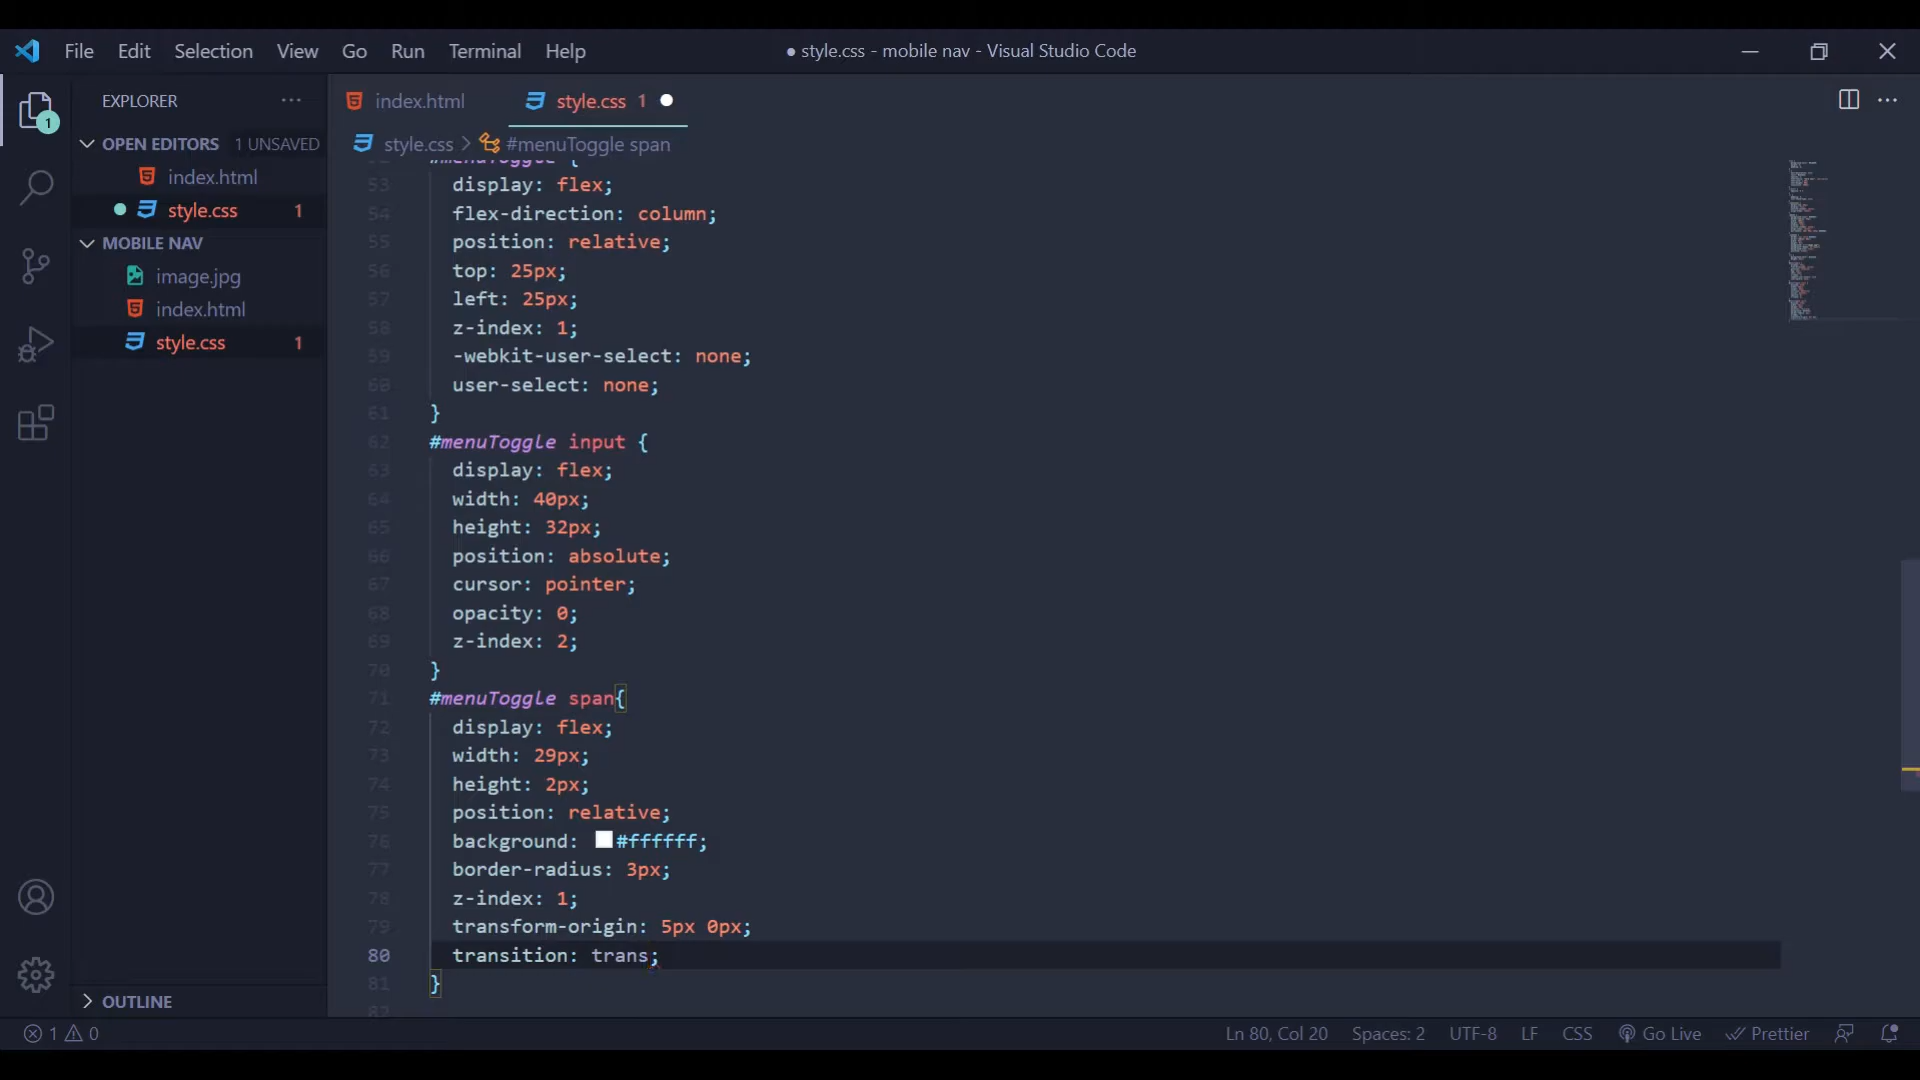 File Edit Selection View Go Run Terminal Help
● style.css - mobile nav - Visual Studio Code
EXPLORER
OPEN EDITORS 1 UNSAVED
index.html
style.css 1
MOBILE NAV
image.jpg
index.html
style.css 1
OUTLINE
1
index.html style.css 1
style.css > #menuToggle span
#menuToggle {
53 display: flex;
54 flex-direction: column;
55 position: relative;
56 top: 25px;
57 left: 25px;
58 z-index: 1;
59 -webkit-user-select: none;
60 user-select: none;
61 }
62 #menuToggle input {
63 display: flex;
64 width: 40px;
65 height: 32px;
66 position: absolute;
67 cursor: pointer;
68 opacity: 0;
69 z-index: 2;
70 }
71 #menuToggle span{
72 display: flex;
73 width: 29px;
74 height: 2px;
75 position: relative;
76 background: #ffffff;
77 border-radius: 3px;
78 z-index: 1;
79 transform-origin: 5px 0px;
80 transition: trans;
81 }
82
1 0 Ln 80, Col 20 Spaces: 2 UTF-8 LF CSS Go Live Prettier